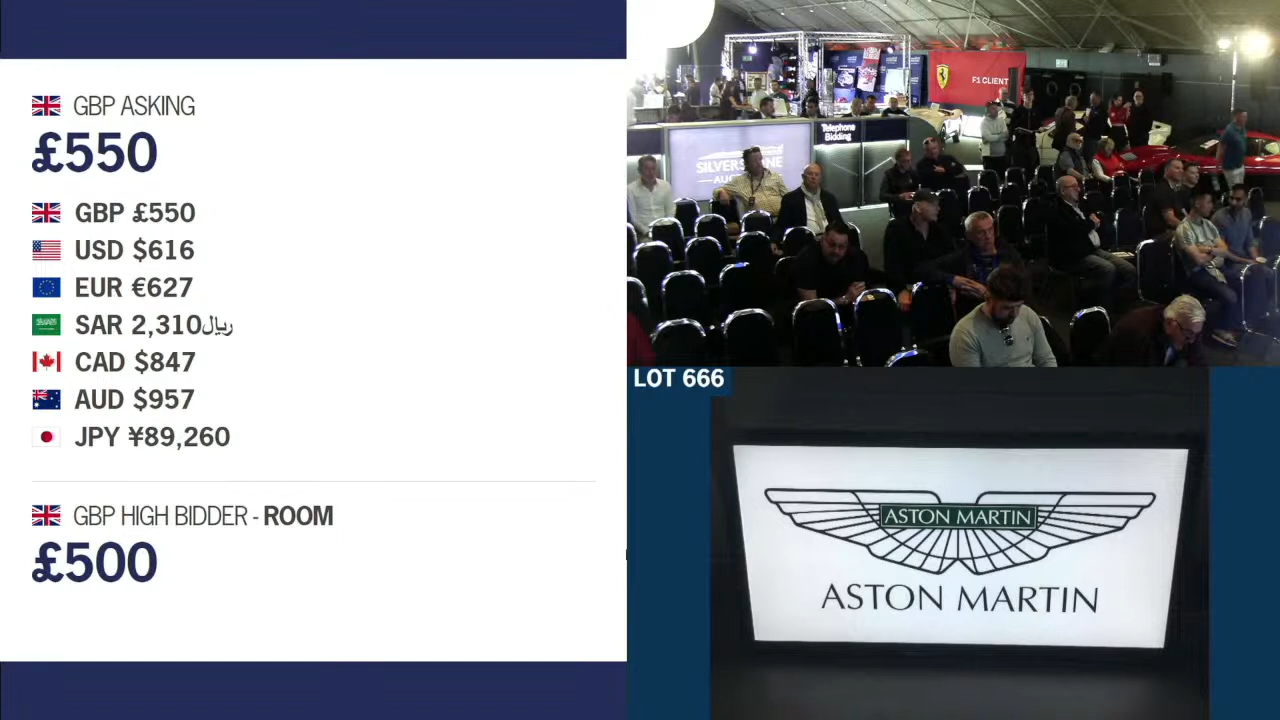 GBP ASKING
£550
GBP £550
USD $616
EUR €627
SAR 2,310﷼
CAD $847
AUD $957
JPY ¥89,260
GBP HIGH BIDDER - ROOM
£500
F1 CLIENT
Telephone
Bidding
LOT 666
ASTON MARTIN
ASTON MARTIN